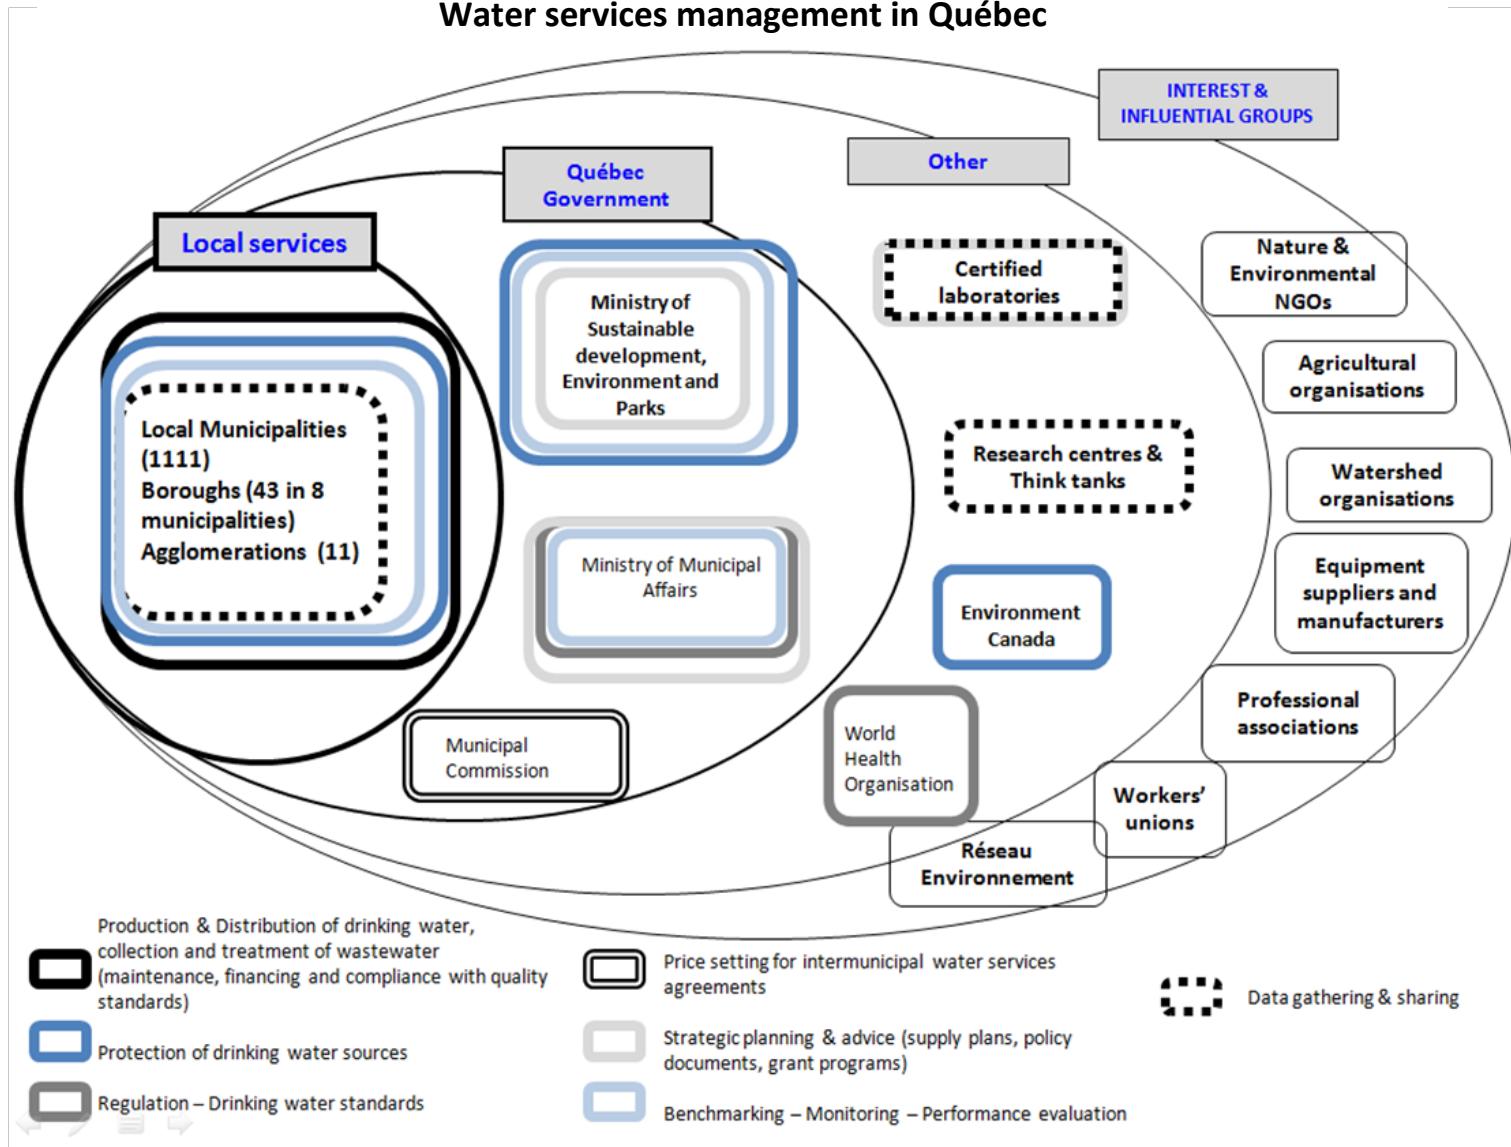 Water services management in Québec
INTEREST &
INFLUENTIAL GROUPS
Other
Québec
Government
Local services
Nature &
Environmental
NGOs
Certified
laboratories
Ministry of
Sustainable
development,
Environment and
Parks
Agricultural
organisations
Local Municipalities
(1111)
Boroughs (43 in 8
municipalities)
Agglomerations (11)
Research centres &
Think tanks
Watershed
organisations
Ministry of Municipal
Affairs
Equipment
suppliers and
manufacturers
Environment
Canada
Professional
associations
Municipal
Commission
World
Health
Organisation
Workers’
unions
Réseau
Environnement
Production & Distribution of drinking water,
collection and treatment of wastewater
(maintenance, financing and compliance with quality
standards)
Protection of drinking water sources
Regulation – Drinking water standards
Price setting for intermunicipal water services
agreements
Strategic planning & advice (supply plans, policy
documents, grant programs)
Benchmarking – Monitoring – Performance evaluation
Data gathering & sharing